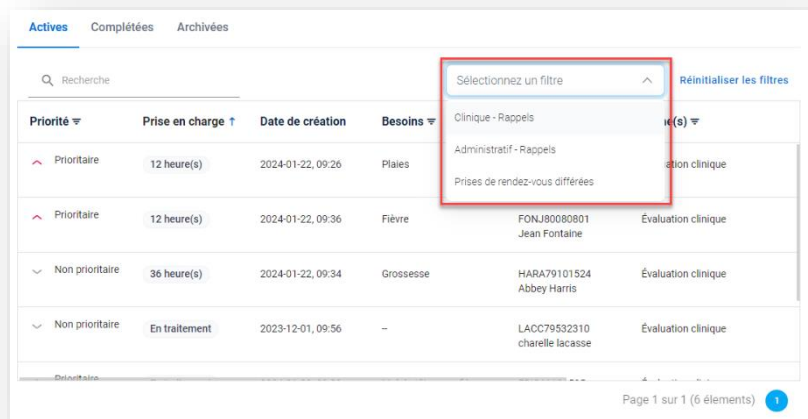 Actives Complétées Archivées
Recherche
Sélectionnez un filtre
Réinitialiser les filtres
Clinique - Rappels
Administratif - Rappels
Prises de rendez-vous différées
Priorité Prise en charge ↑ Date de création Besoins
Prioritaire 12 heure(s) 2024-01-22, 09:26 Plaies clinique
Prioritaire 12 heure(s) 2024-01-22, 09:36 Fièvre FONJ80080801 Évaluation clinique
Jean Fontaine
Non prioritaire 36 heure(s) 2024-01-22, 09:34 Grossesse HARA79101524 Évaluation clinique
Abbey Harris
Non prioritaire En traitement 2023-12-01, 09:56 -- LACC79532310 Évaluation clinique
charelle lacasse
Prioritaire
Page 1 sur 1 (6 élements) 1